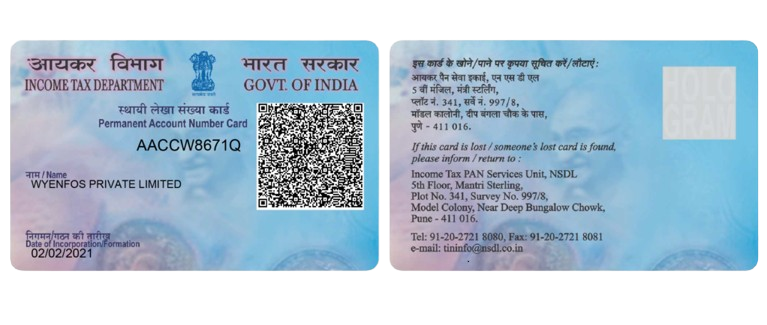 आयकर विभाग
INCOME TAX DEPARTMENT
भारत सरकार
GOVT. OF INDIA
स्थायी लेखा संख्या कार्ड
Permanent Account Number Card
AACCW8671Q
नाम / Name
WYENFOS PRIVATE LIMITED
निगमन/गठन की तारीख
Date of Incorporation/Formation
02/02/2021
इस कार्ड के खोने/पाने पर कृपया सूचित करें/लौटाएं :
आयकर पैन सेवा इकाई, एन एस डी एल
5 वीं मंजिल, मंत्री स्टर्लिंग,
प्लॉट नं. 341, सर्वे नं. 997/8,
मॉडल कालोनी, दीप बंगला चौक के पास,
पुणे - 411 016.
If this card is lost / someone's lost card is found,
please inform / return to :
Income Tax PAN Services Unit, NSDL
5th Floor, Mantri Sterling,
Plot No. 341, Survey No. 997/8,
Model Colony, Near Deep Bungalow Chowk,
Pune - 411 016.
Tel: 91-20-2721 8080, Fax: 91-20-2721 8081
e-mail: tininfo@nsdl.co.in